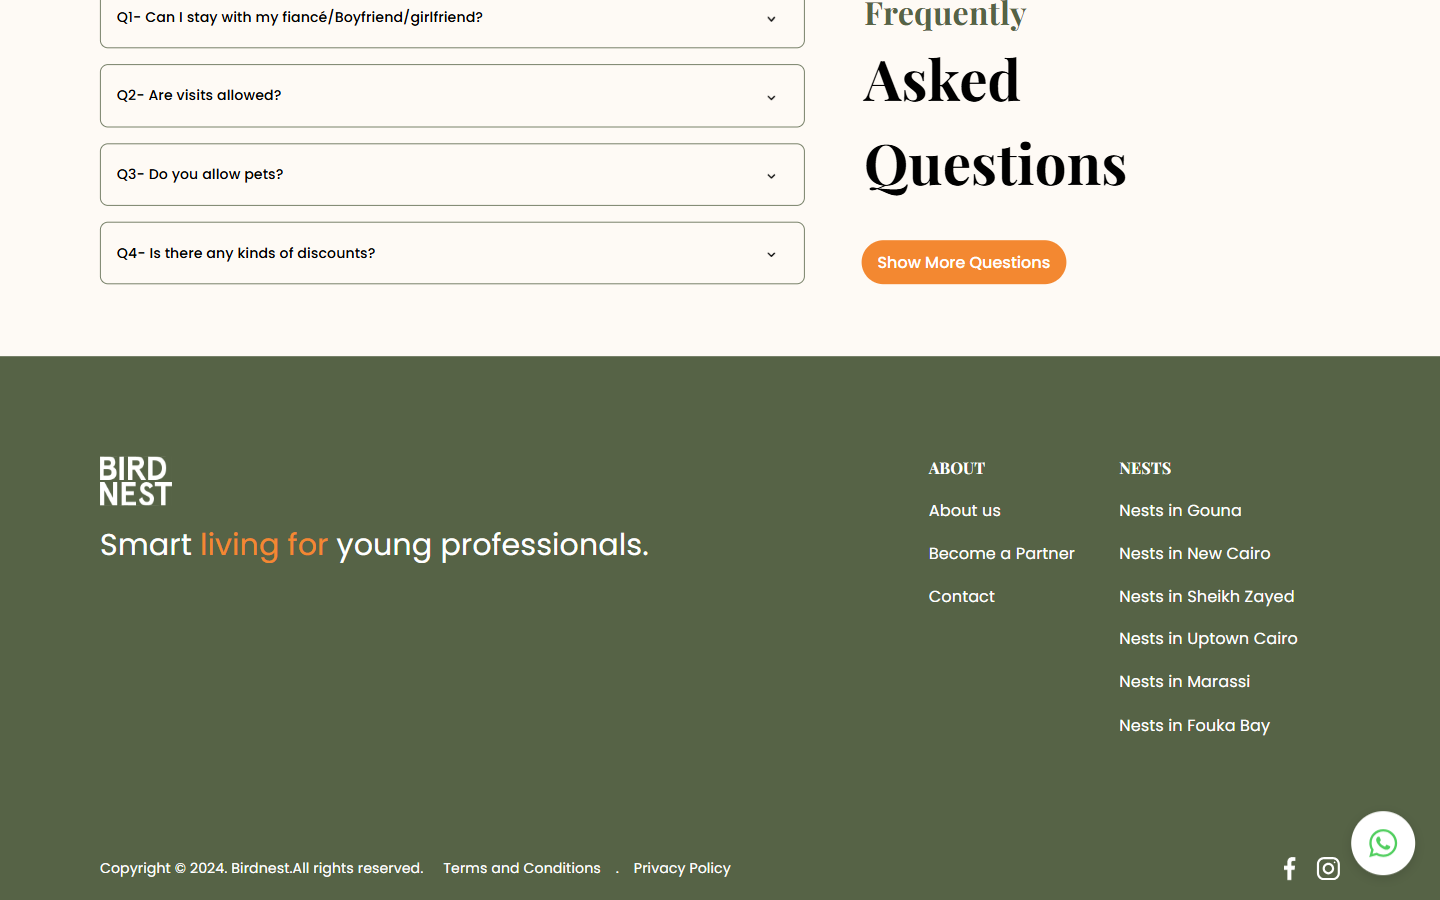 Q1- Can I stay with my fiancé/Boyfriend/girlfriend?
Q2- Are visits allowed?
Q3- Do you allow pets?
Q4- Is there any kinds of discounts?
Frequently
Asked
Questions
Show More Questions
BIRD
NEST
Smart living for young professionals.
ABOUT
About us
Become a Partner
Contact
NESTS
Nests in Gouna
Nests in New Cairo
Nests in Sheikh Zayed
Nests in Uptown Cairo
Nests in Marassi
Nests in Fouka Bay
Copyright © 2024. Birdnest.All rights reserved. Terms and Conditions . Privacy Policy